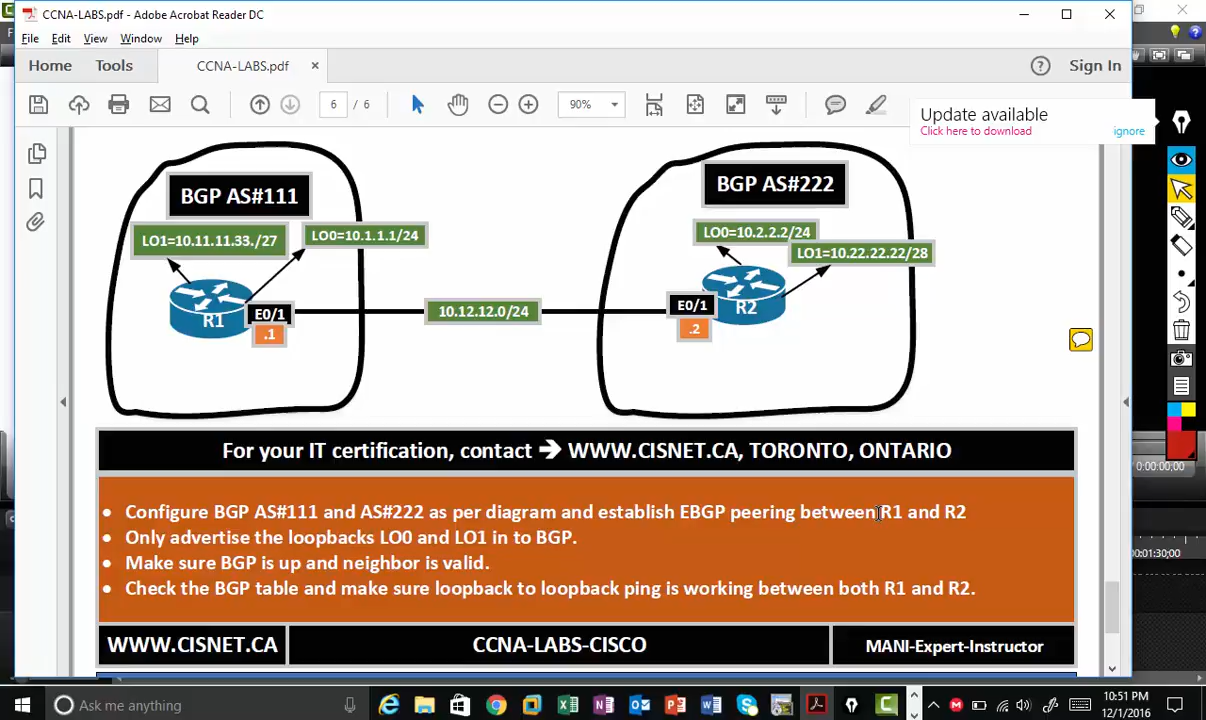 CCNA-LABS.pdf - Adobe Acrobat Reader DC
File Edit View Window Help
Home Tools CCNA-LABS.pdf × ? Sign In
6 / 6 90%
Update available
Click here to download ignore
BGP AS#111
BGP AS#222
LO1=10.11.11.33./27
LO0=10.1.1.1/24
LO0=10.2.2.2/24
LO1=10.22.22.22/28
R1
E0/1
.1
10.12.12.0/24
E0/1
.2
R2
For your IT certification, contact ➔ WWW.CISNET.CA, TORONTO, ONTARIO
• Configure BGP AS#111 and AS#222 as per diagram and establish EBGP peering between R1 and R2
• Only advertise the loopbacks LO0 and LO1 in to BGP.
• Make sure BGP is up and neighbor is valid.
• Check the BGP table and make sure loopback to loopback ping is working between both R1 and R2.
WWW.CISNET.CA CCNA-LABS-CISCO MANI-Expert-Instructor
0:00:00;00
0:01:30;00
Ask me anything
10:51 PM
12/1/2016